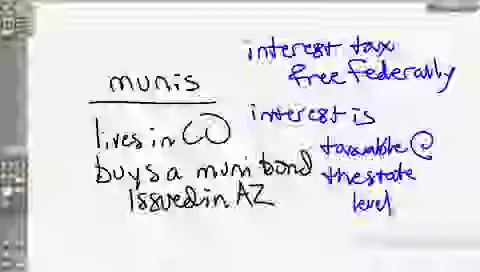 munis
lives in CO
buys a muni bond
Issued in AZ
interest tax
free federally
interest is
taxable @
the state
level